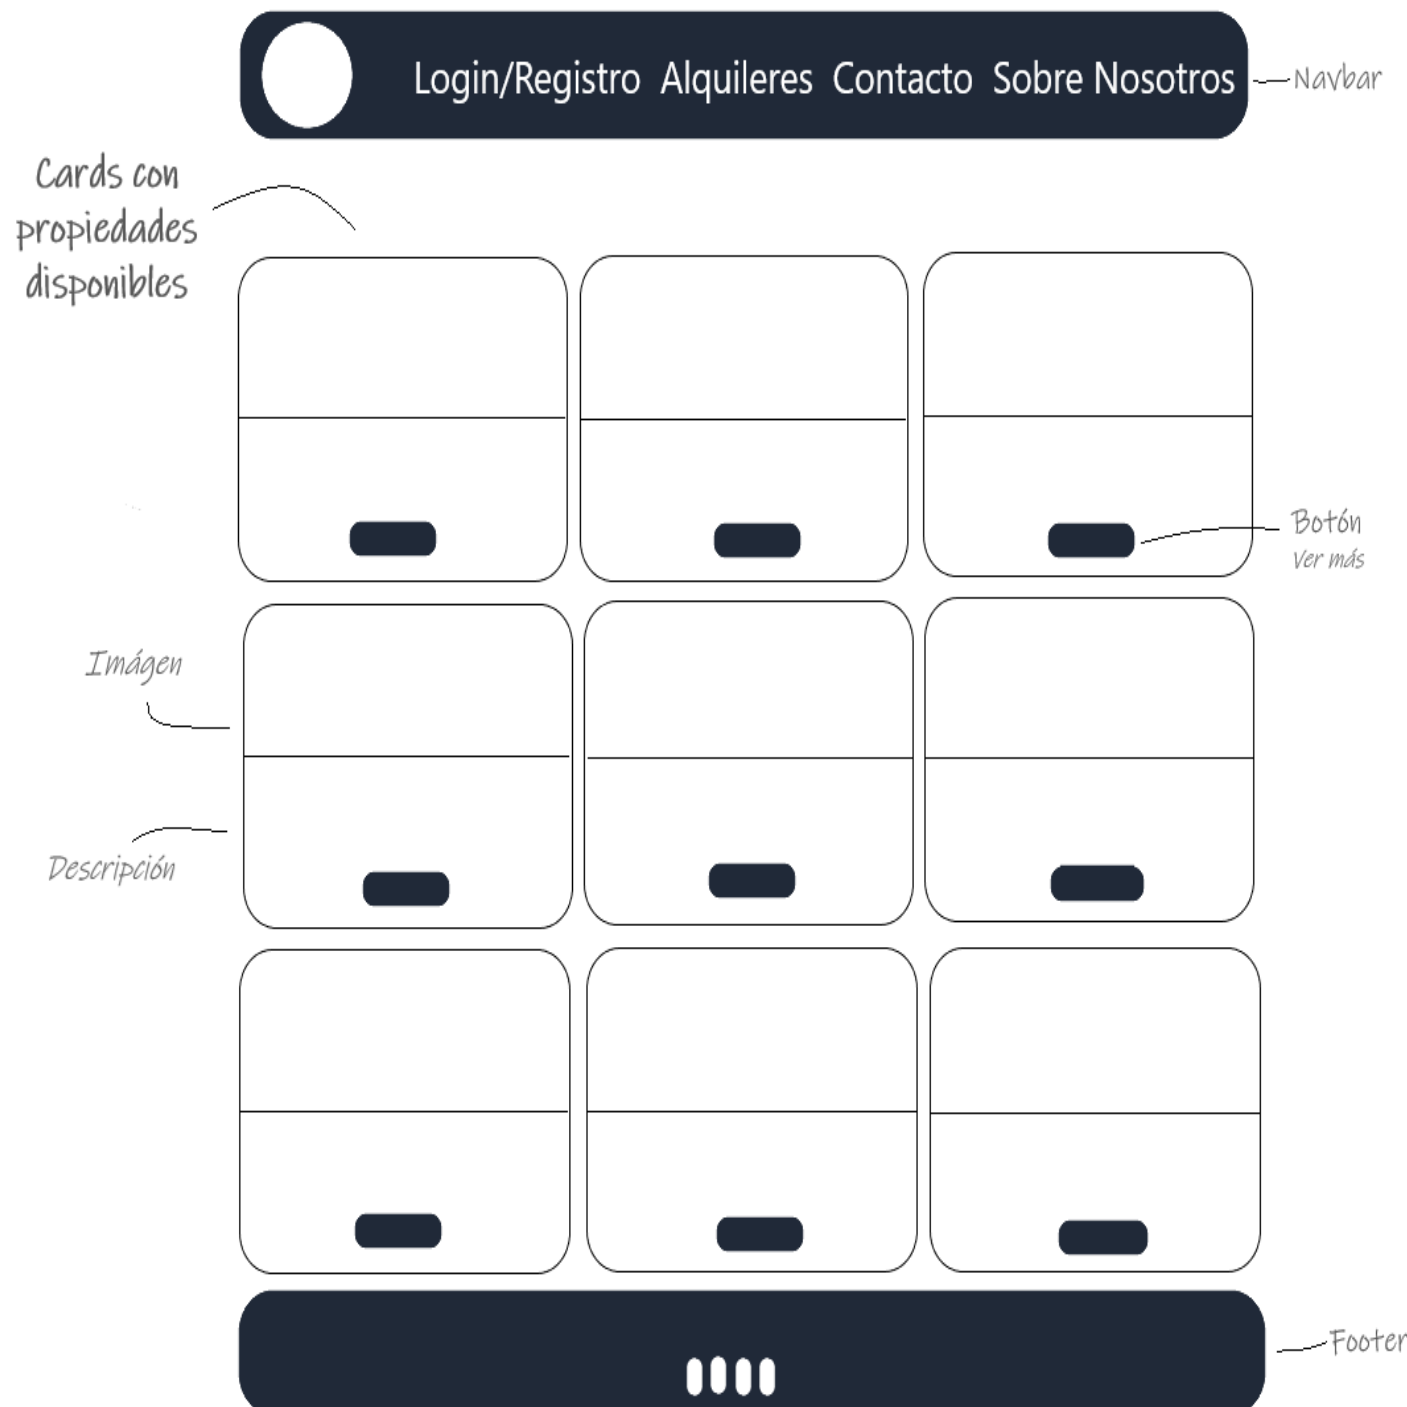 Login/Registro Alquileres Contacto Sobre Nosotros
Navbar
Cards con
propiedades
disponibles
Botón
Ver más
Imágen
Descripción
Footer